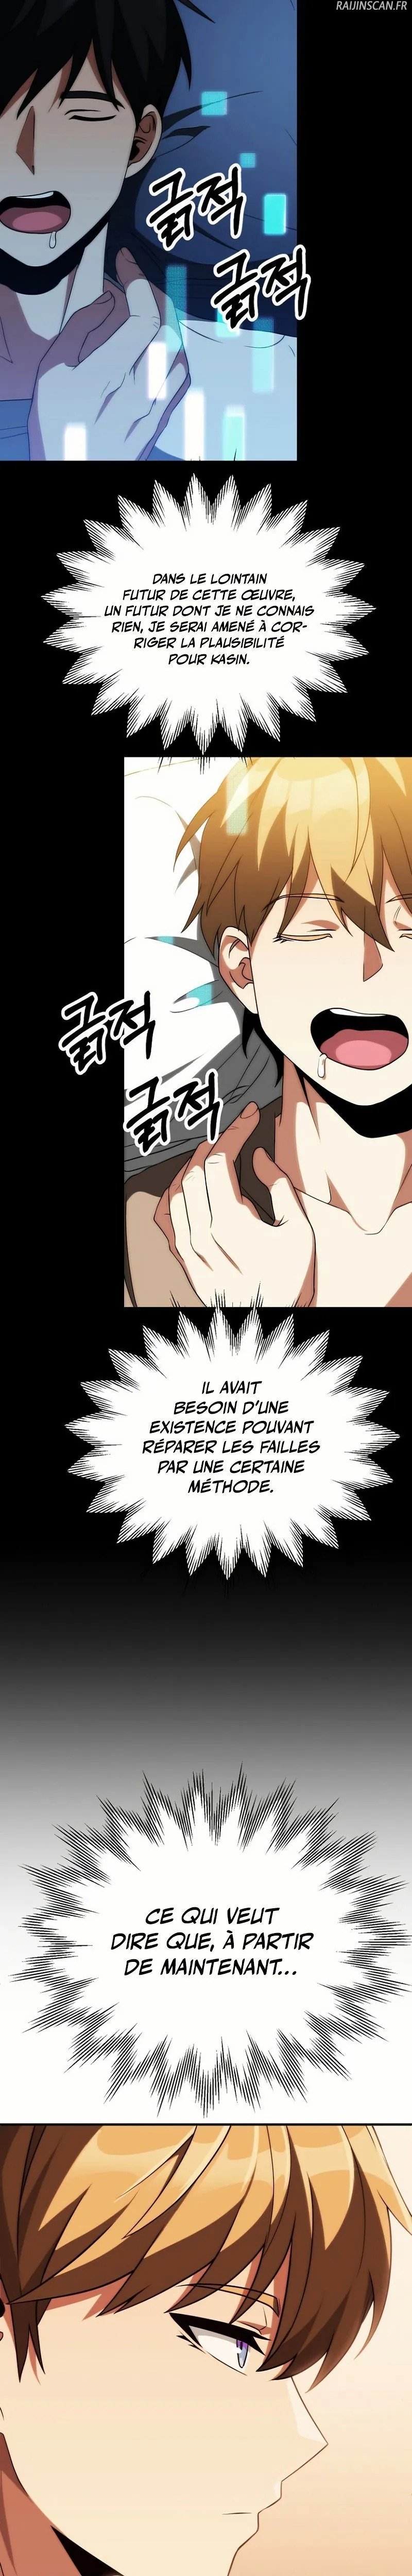 RAIJINSCAN.FR
긁적
긁적
DANS LE LOINTAIN
FUTUR DE CETTE ŒUVRE,
UN FUTUR DONT JE NE CONNAIS
RIEN, JE SERAI AMENÉ À COR-
RIGER LA PLAUSIBILITÉ
POUR KASIN.
긁적
긁적
IL AVAIT
BESOIN D'UNE
EXISTENCE POUVANT
RÉPARER LES FAILLES
PAR UNE CERTAINE
MÉTHODE.
CE QUI VEUT
DIRE QUE, À PARTIR
DE MAINTENANT...